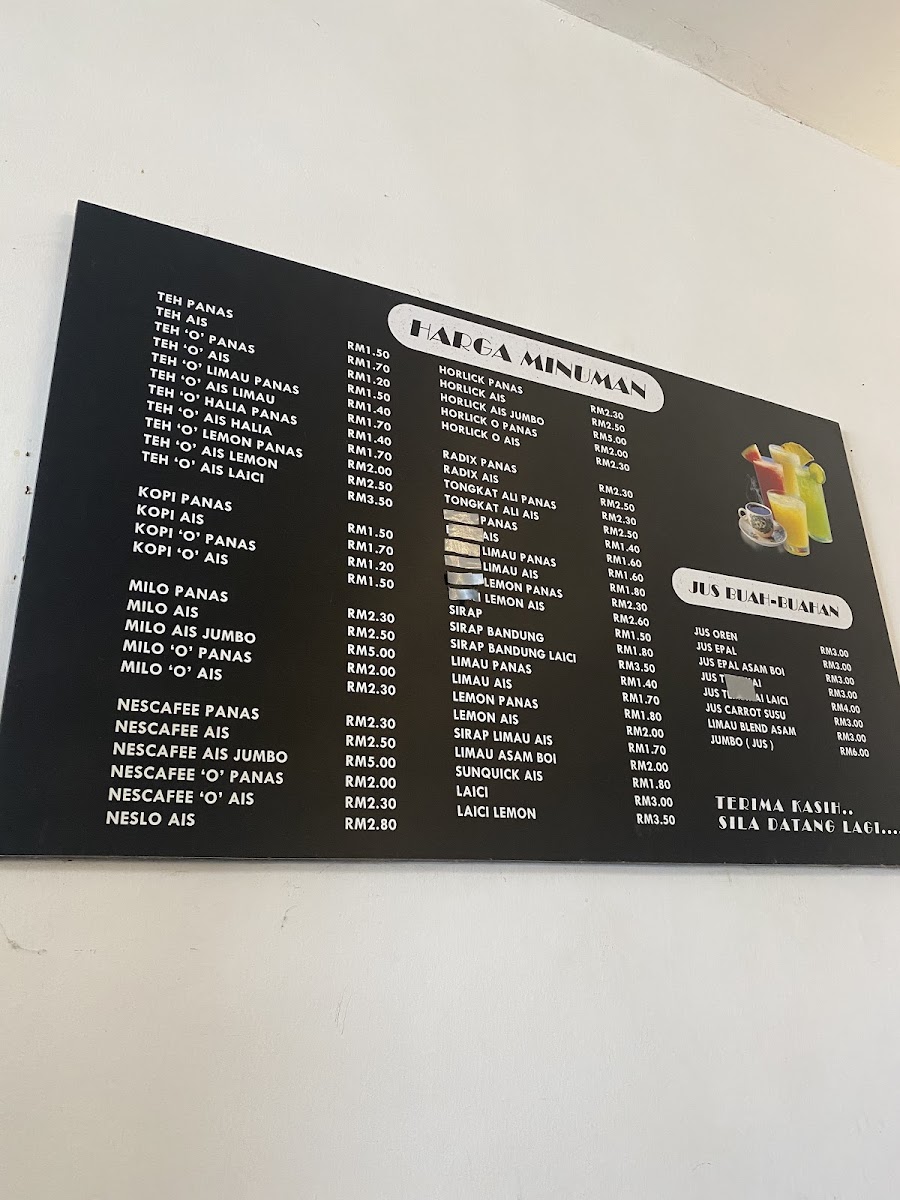 HARGA MINUMAN
TEH PANAS RM1.50
TEH AIS RM1.70
TEH ‘O’ PANAS RM1.20
TEH ‘O’ AIS RM1.50
TEH ‘O’ LIMAU PANAS RM1.40
TEH ‘O’ AIS LIMAU RM1.70
TEH ‘O’ HALIA PANAS RM1.40
TEH ‘O’ AIS HALIA RM1.70
TEH ‘O’ LEMON PANAS RM2.00
TEH ‘O’ AIS LEMON RM2.50
TEH ‘O’ AIS LAICI RM3.50
KOPI PANAS RM1.50
KOPI AIS RM1.70
KOPI ‘O’ PANAS RM1.20
KOPI ‘O’ AIS RM1.50
MILO PANAS RM2.30
MILO AIS RM2.50
MILO AIS JUMBO RM5.00
MILO ‘O’ PANAS RM2.00
MILO ‘O’ AIS RM2.30
NESCAFEE PANAS RM2.30
NESCAFEE AIS RM2.50
NESCAFEE AIS JUMBO RM5.00
NESCAFEE ‘O’ PANAS RM2.00
NESCAFEE ‘O’ AIS RM2.30
NESLO AIS RM2.80
HORLICK PANAS RM2.30
HORLICK AIS RM2.50
HORLICK AIS JUMBO RM5.00
HORLICK O PANAS RM2.00
HORLICK O AIS RM2.30
RADIX PANAS RM2.30
RADIX AIS RM2.50
TONGKAT ALI PANAS RM2.30
TONGKAT ALI AIS RM2.50
PANAS RM1.40
AIS RM1.60
LIMAU PANAS RM1.60
LIMAU AIS RM1.80
LEMON PANAS RM2.30
LEMON AIS RM2.60
SIRAP RM1.50
SIRAP BANDUNG RM1.80
SIRAP BANDUNG LAICI RM3.50
LIMAU PANAS RM1.40
LIMAU AIS RM1.70
LEMON PANAS RM1.80
LEMON AIS RM2.00
SIRAP LIMAU AIS RM1.70
LIMAU ASAM BOI RM2.00
SUNQUICK AIS RM1.80
LAICI RM3.00
LAICI LEMON RM3.50
JUS BUAH-BUAHAN
JUS OREN RM3.00
JUS EPAL RM3.00
JUS EPAL ASAM BOI RM3.00
JUS RM3.00
JUS LAICI RM4.00
JUS CARROT SUSU RM3.00
LIMAU BLEND ASAM RM3.00
JUMBO ( JUS ) RM6.00
TERIMA KASIH..
SILA DATANG LAGI....